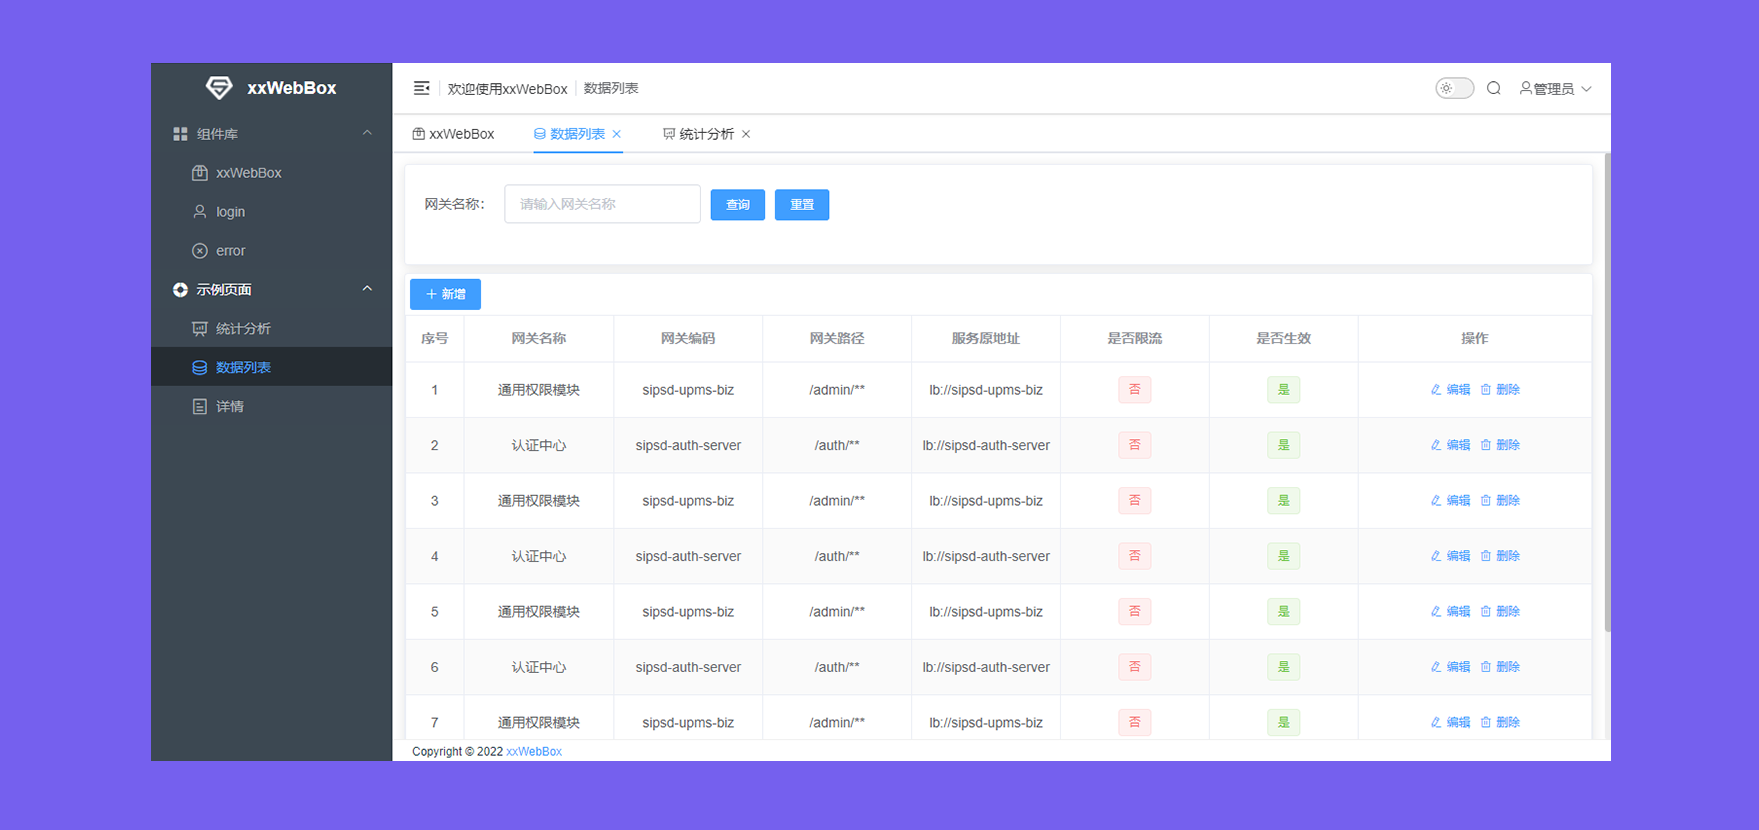 xxWebBox
组件库
xxWebBox
login
error
示例页面
统计分析
数据列表
详情
欢迎使用xxWebBox 数据列表 管理员
xxWebBox 数据列表 统计分析
网关名称: 请输入网关名称 查询 重置
新增
序号 网关名称 网关编码 网关路径 服务原地址 是否限流 是否生效 操作
1 通用权限模块 sipsd-upms-biz /admin/** lb://sipsd-upms-biz 否 是 编辑 删除
2 认证中心 sipsd-auth-server /auth/** lb://sipsd-auth-server 否 是 编辑 删除
3 通用权限模块 sipsd-upms-biz /admin/** lb://sipsd-upms-biz 否 是 编辑 删除
4 认证中心 sipsd-auth-server /auth/** lb://sipsd-auth-server 否 是 编辑 删除
5 通用权限模块 sipsd-upms-biz /admin/** lb://sipsd-upms-biz 否 是 编辑 删除
6 认证中心 sipsd-auth-server /auth/** lb://sipsd-auth-server 否 是 编辑 删除
7 通用权限模块 sipsd-upms-biz /admin/** lb://sipsd-upms-biz 否 是 编辑 删除
Copyright © 2022 xxWebBox